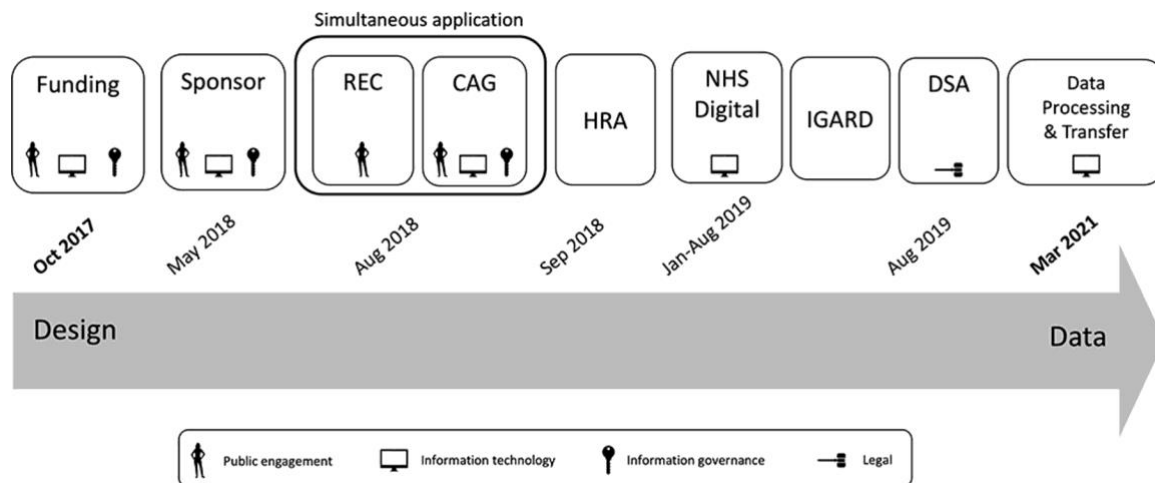 Simultaneous application
Funding
Sponsor
REC
CAG
HRA
NHS
Digital
IGARD
DSA
Data
Processing
& Transfer
Oct 2017
May 2018
Aug 2018
Sep 2018
Jan-Aug 2019
Aug 2019
Mar 2021
Design
Data
Public engagement
Information technology
Information governance
Legal